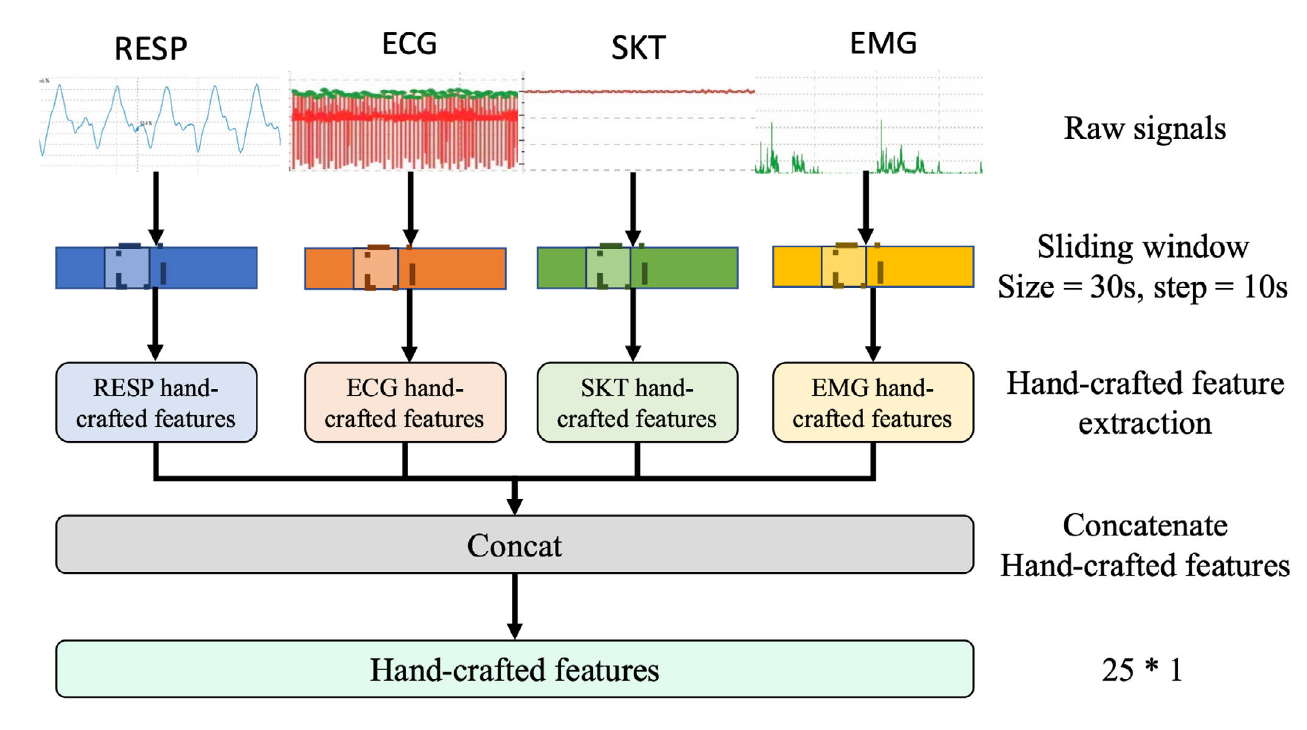 RESP
ECG
SKT
EMG
Raw signals
Sliding window
Size = 30s, step = 10s
RESP hand-
crafted features
ECG hand-
crafted features
SKT hand-
crafted features
EMG hand-
crafted features
Hand-crafted feature
extraction
Concat
Concatenate
Hand-crafted features
Hand-crafted features
25 * 1